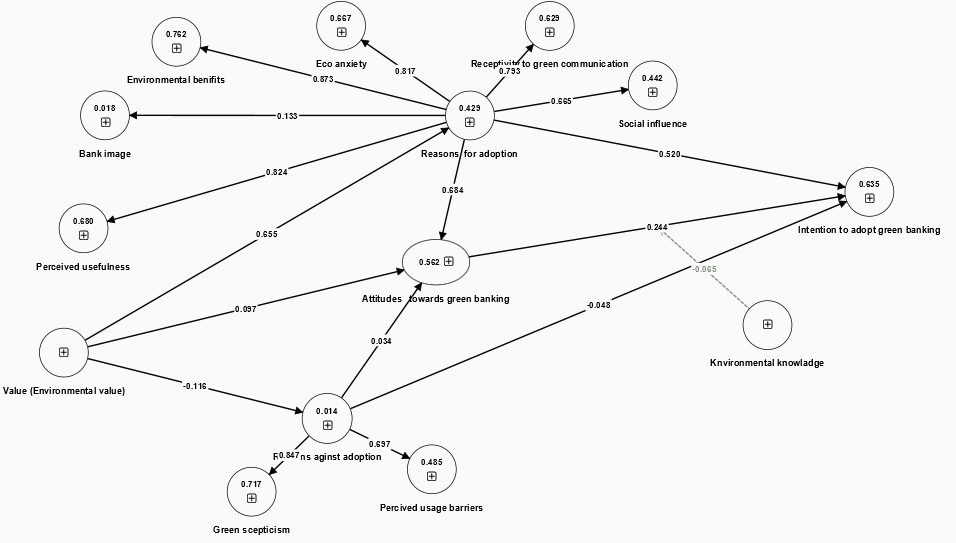 0.667
0.629
0.762
Eco anxiety
Receptivity to green communication
0.817
0.793
0.442
Environmental benifits
0.873
0.665
0.018
0.429
0.133
Social influence
Bank image
Reasons for adoption
0.520
0.824
0.684
0.635
0.680
0.655
0.244
Intention to adopt green banking
Perceived usefulness
0.562
-0.065
Attitudes towards green banking
0.097
-0.048
0.034
Knvironmental knowladge
Value (Environmental value)
-0.116
0.014
0.697
0.847
ns aginst adoption
0.485
0.717
Percived usage barriers
Green scepticism